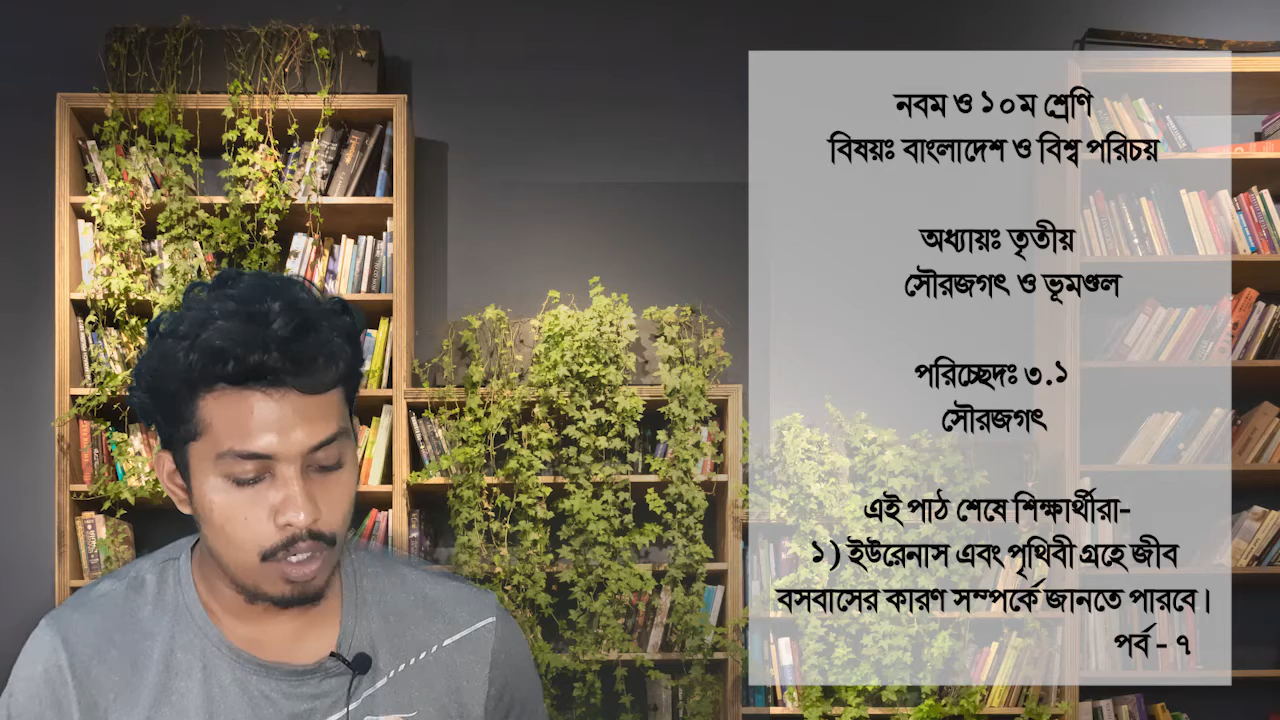 নবম ও ১০ম শ্রেণি
বিষয়ঃ বাংলাদেশ ও বিশ্ব পরিচয়
অধ্যায়ঃ তৃতীয়
সৌরজগৎ ও ভূমণ্ডল
পরিচ্ছেদঃ ৩.১
সৌরজগৎ
এই পাঠ শেষে শিক্ষার্থীরা-
১) ইউরেনাস এবং পৃথিবী গ্রহে জীব
বসবাসের কারণ সম্পর্কে জানতে পারবে।
পর্ব - ৭